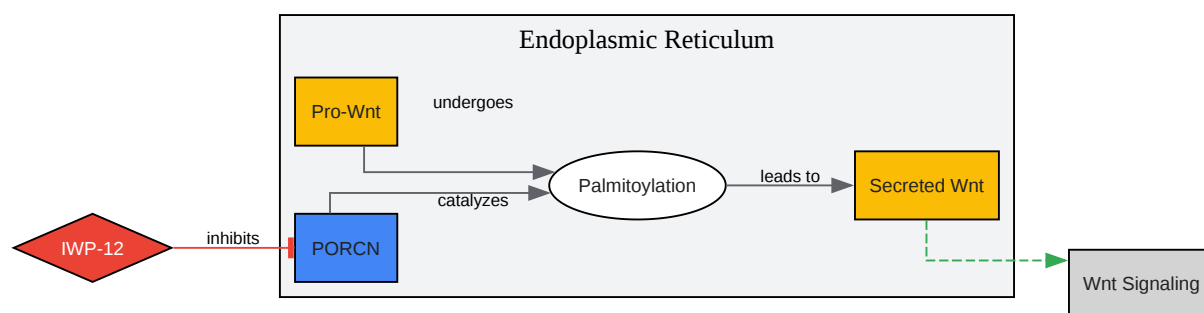 Endoplasmic Reticulum
Pro-Wnt
undergoes
Palmitoylation
leads to
Secreted Wnt
catalyzes
IWP-12
inhibits
PORCN
Wnt Signaling